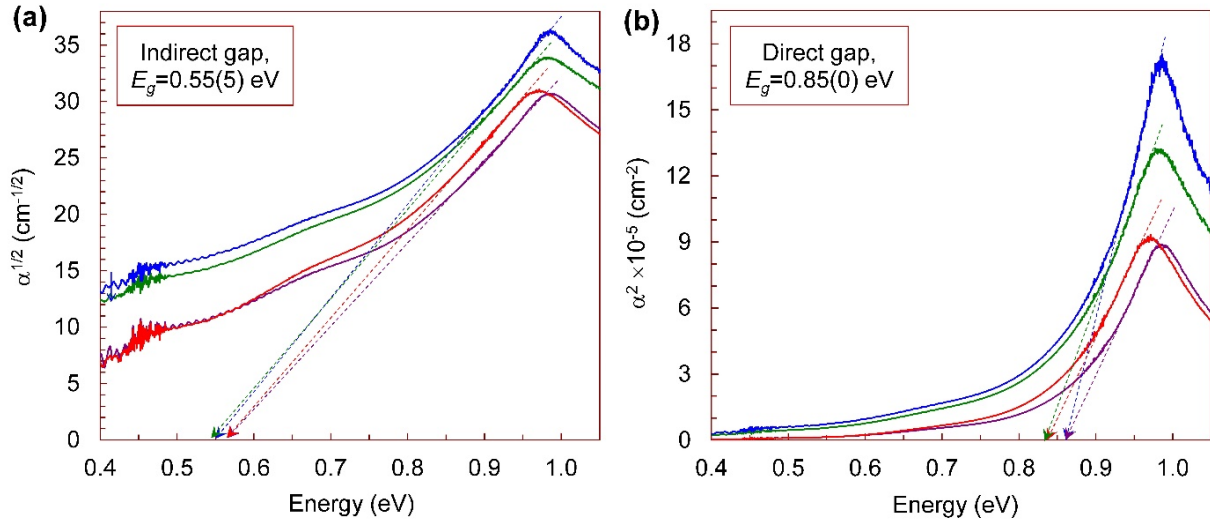 (a)
Indirect gap,
Eg=0.55(5) eV
α1/2 (cm-1/2)
35
30
25
20
15
10
5
0
0.4 0.5 0.6 0.7 0.8 0.9 1.0
Energy (eV)
(b)
Direct gap,
Eg=0.85(0) eV
α2 ×10-5 (cm-2)
18
15
12
9
6
3
0
0.4 0.5 0.6 0.7 0.8 0.9 1.0
Energy (eV)